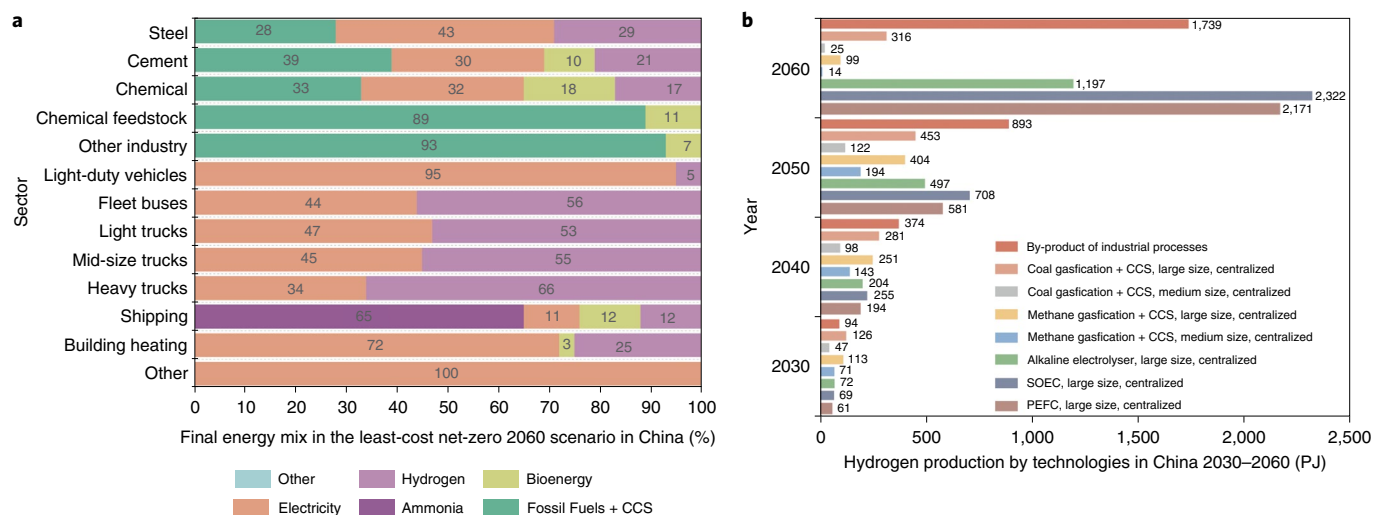 a
Sector
Steel
28 43 29
Cement
39 30 10 21
Chemical
33 32 18 17
Chemical feedstock
89 11
Other industry
93 7
Light-duty vehicles
95 5
Fleet buses
44 56
Light trucks
47 53
Mid-size trucks
45 55
Heavy trucks
34 66
Shipping
65 11 12 12
Building heating
72 3 25
Other
100
0 10 20 30 40 50 60 70 80 90 100
Final energy mix in the least-cost net-zero 2060 scenario in China (%)
Other Hydrogen Bioenergy
Electricity Ammonia Fossil Fuels + CCS
b
Year
2060
1,739
316
25
99
14
1,197
2,322
2,171
2050
893
453
122
404
194
497
708
581
2040
374
281
98
251
143
204
255
194
2030
94
126
47
113
71
72
69
61
By-product of industrial processes
Coal gasfication + CCS, large size, centralized
Coal gasfication + CCS, medium size, centralized
Methane gasfication + CCS, large size, centralized
Methane gasfication + CCS, medium size, centralized
Alkaline electrolyser, large size, centralized
SOEC, large size, centralized
PEFC, large size, centralized
0 500 1,000 1,500 2,000 2,500
Hydrogen production by technologies in China 2030–2060 (PJ)